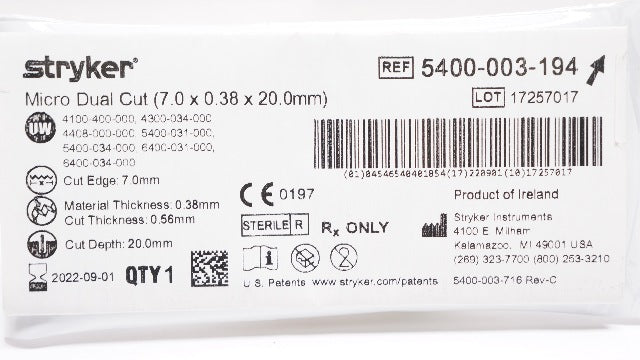 stryker®
REF 5400-003-194
Micro Dual Cut (7.0 x 0.38 x 20.0mm)
LOT 17257017
UW 4100-400-000, 4300-034-000
4408-000-000, 5400-031-000,
5400-034-000, 6400-031-000,
6400-034-000
(01)04546540401854(17)220901(10)17257017
Cut Edge: 7.0mm
Material Thickness: 0.38mm
Cut Thickness: 0.56mm
Cut Depth: 20.0mm
2022-09-01 QTY 1
CE 0197
STERILE R Rx ONLY
U.S. Patents www.stryker.com/patents
Product of Ireland
Stryker Instruments
4100 E. Milham
Kalamazoo, MI 49001 USA
(269) 323-7700 (800) 253-3210
5400-003-716 Rev-C